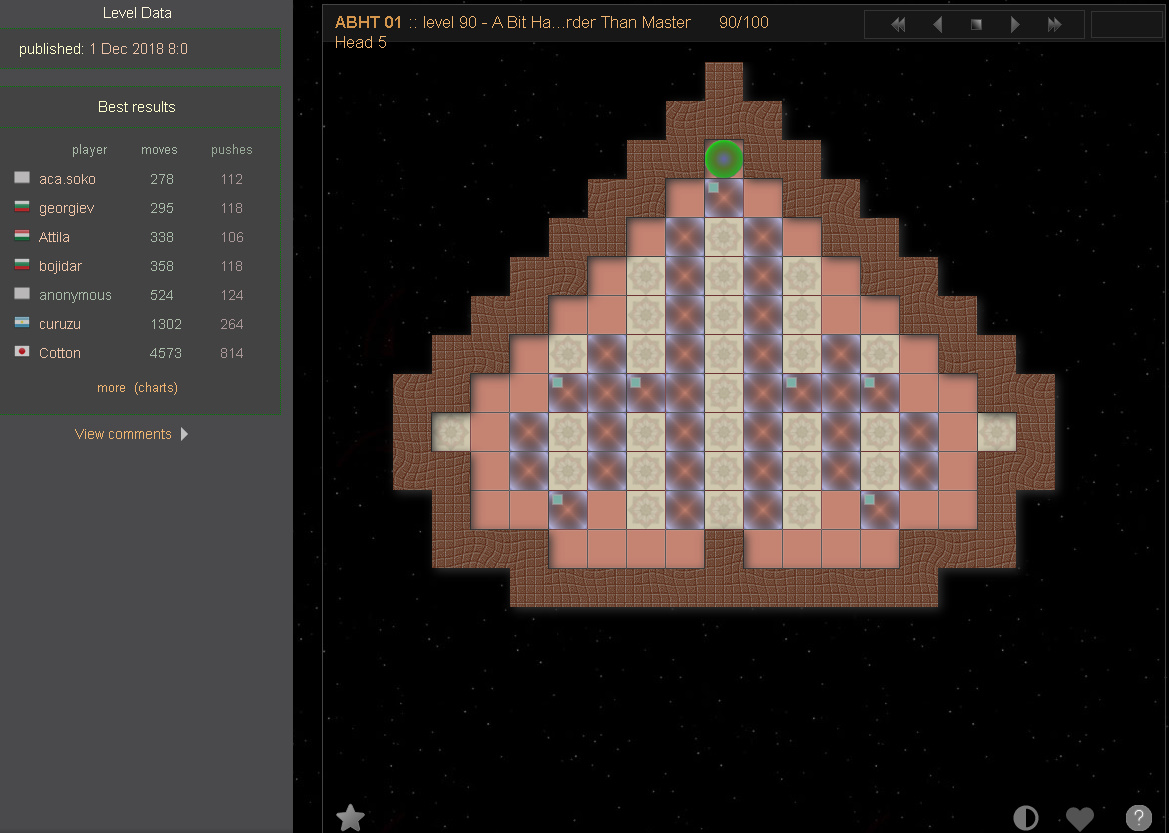 Level Data
published: 1 Dec 2018 8:0
Best results
player moves pushes
aca.soko 278 112
georgiev 295 118
Attila 338 106
bojidar 358 118
anonymous 524 124
curuzu 1302 264
Cotton 4573 814
more (charts)
View comments
ABHT 01 :: level 90 - A Bit Ha...rder Than Master 90/100
Head 5
?